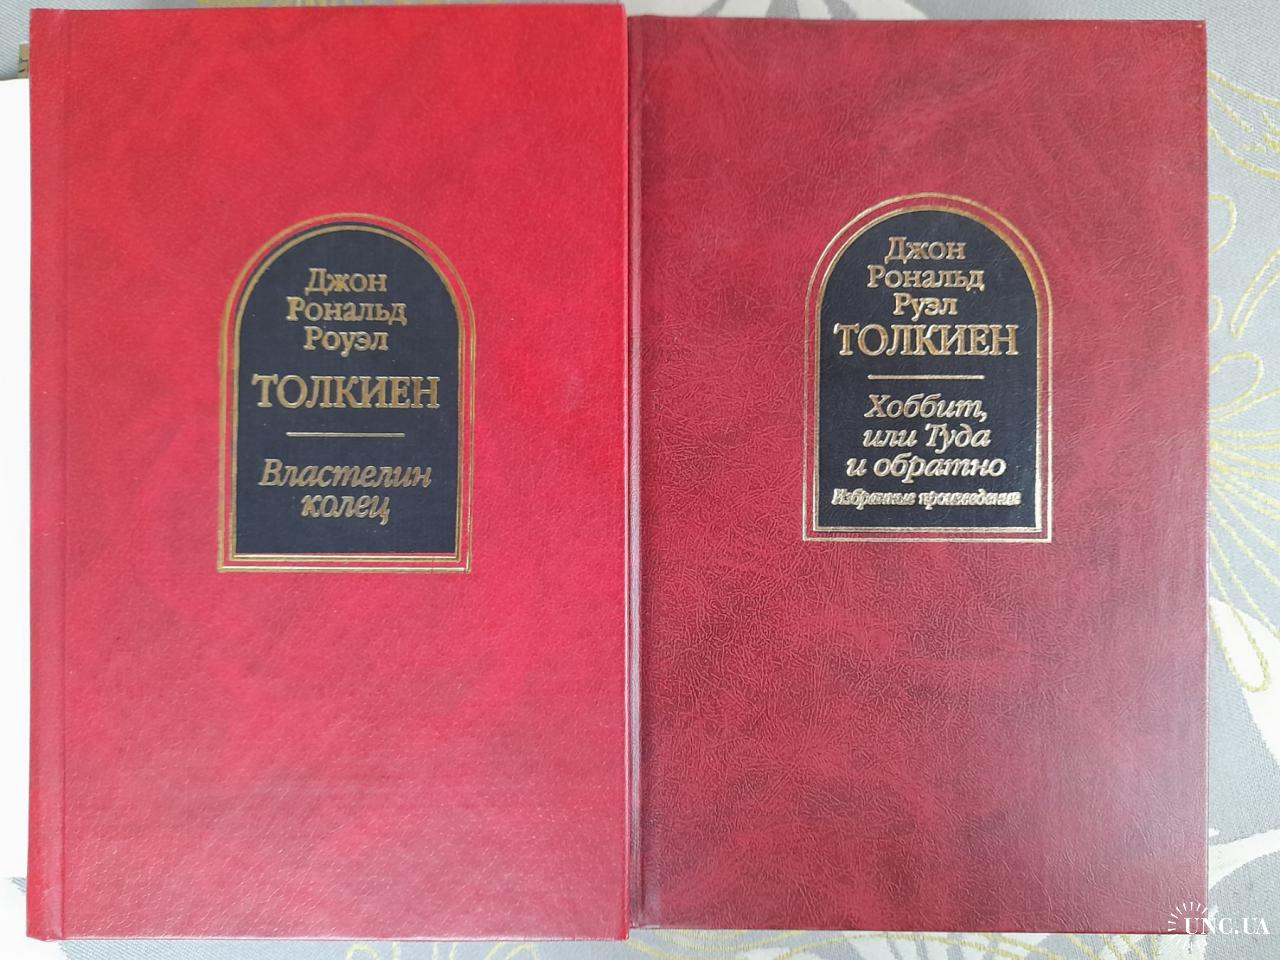 Джон
Рональд
Роуэл
ТОЛКИЕН
Властелин
колец
Джон
Рональд
Руэл
ТОЛКИЕН
Хоббит,
или Туда
и обратно
Избранные произведения
UNC.UA